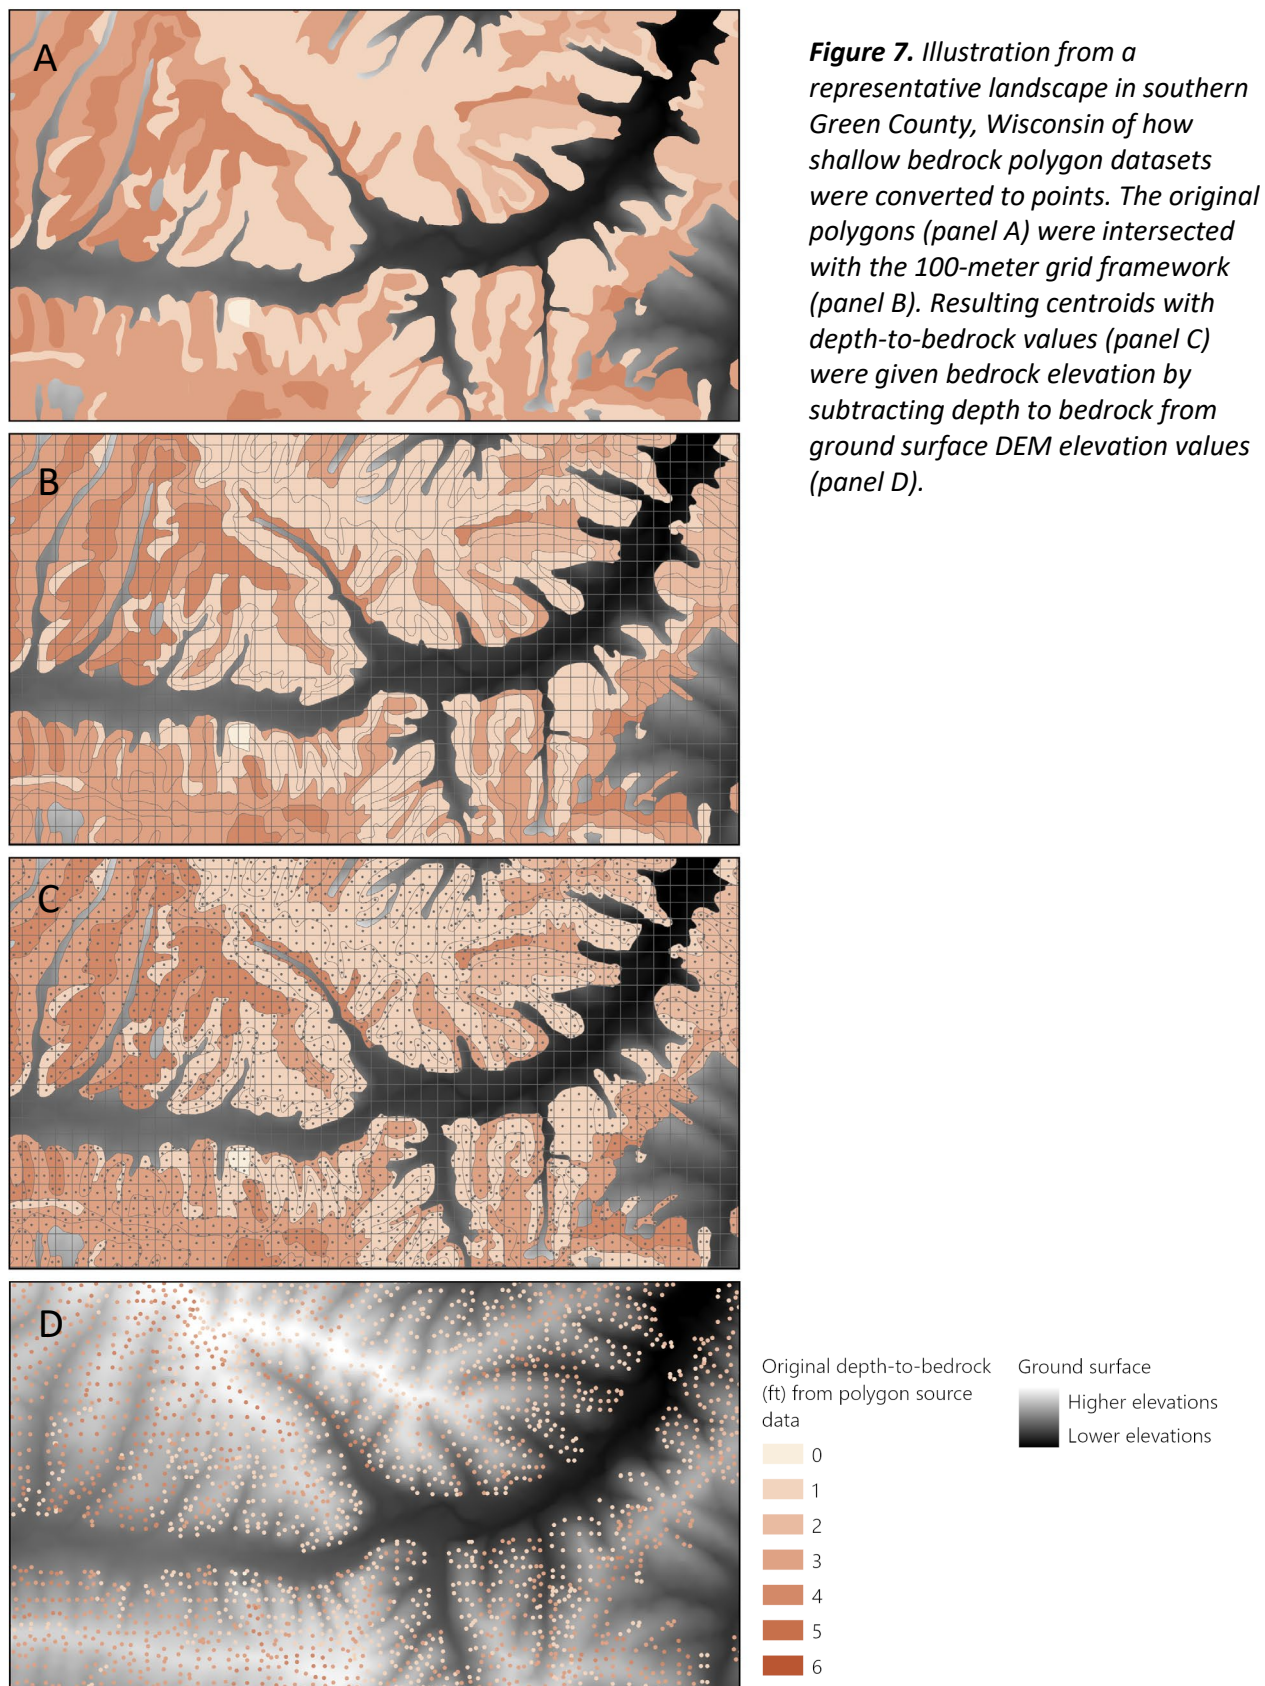 A
Figure 7. Illustration from a
representative landscape in southern
Green County, Wisconsin of how
shallow bedrock polygon datasets
were converted to points. The original
polygons (panel A) were intersected
with the 100-meter grid framework
(panel B). Resulting centroids with
depth-to-bedrock values (panel C)
were given bedrock elevation by
subtracting depth to bedrock from
ground surface DEM elevation values
(panel D).
B
C
D
Original depth-to-bedrock
(ft) from polygon source
data
0
1
2
3
4
5
6
Ground surface
Higher elevations
Lower elevations